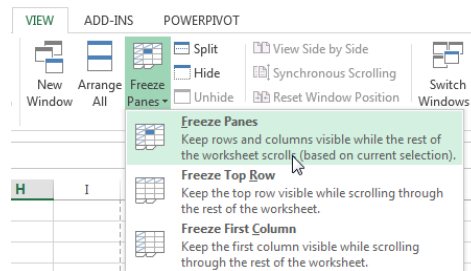 VIEW ADD-INS POWERPIVOT
New Window
Arrange All
Freeze Panes
Split
Hide
Unhide
View Side by Side
Synchronous Scrolling
Reset Window Position
Switch Windows
Freeze Panes
Keep rows and columns visible while the rest of
the worksheet scrolls (based on current selection).
Freeze Top Row
Keep the top row visible while scrolling through
the rest of the worksheet.
Freeze First Column
Keep the first column visible while scrolling
through the rest of the worksheet.
H I